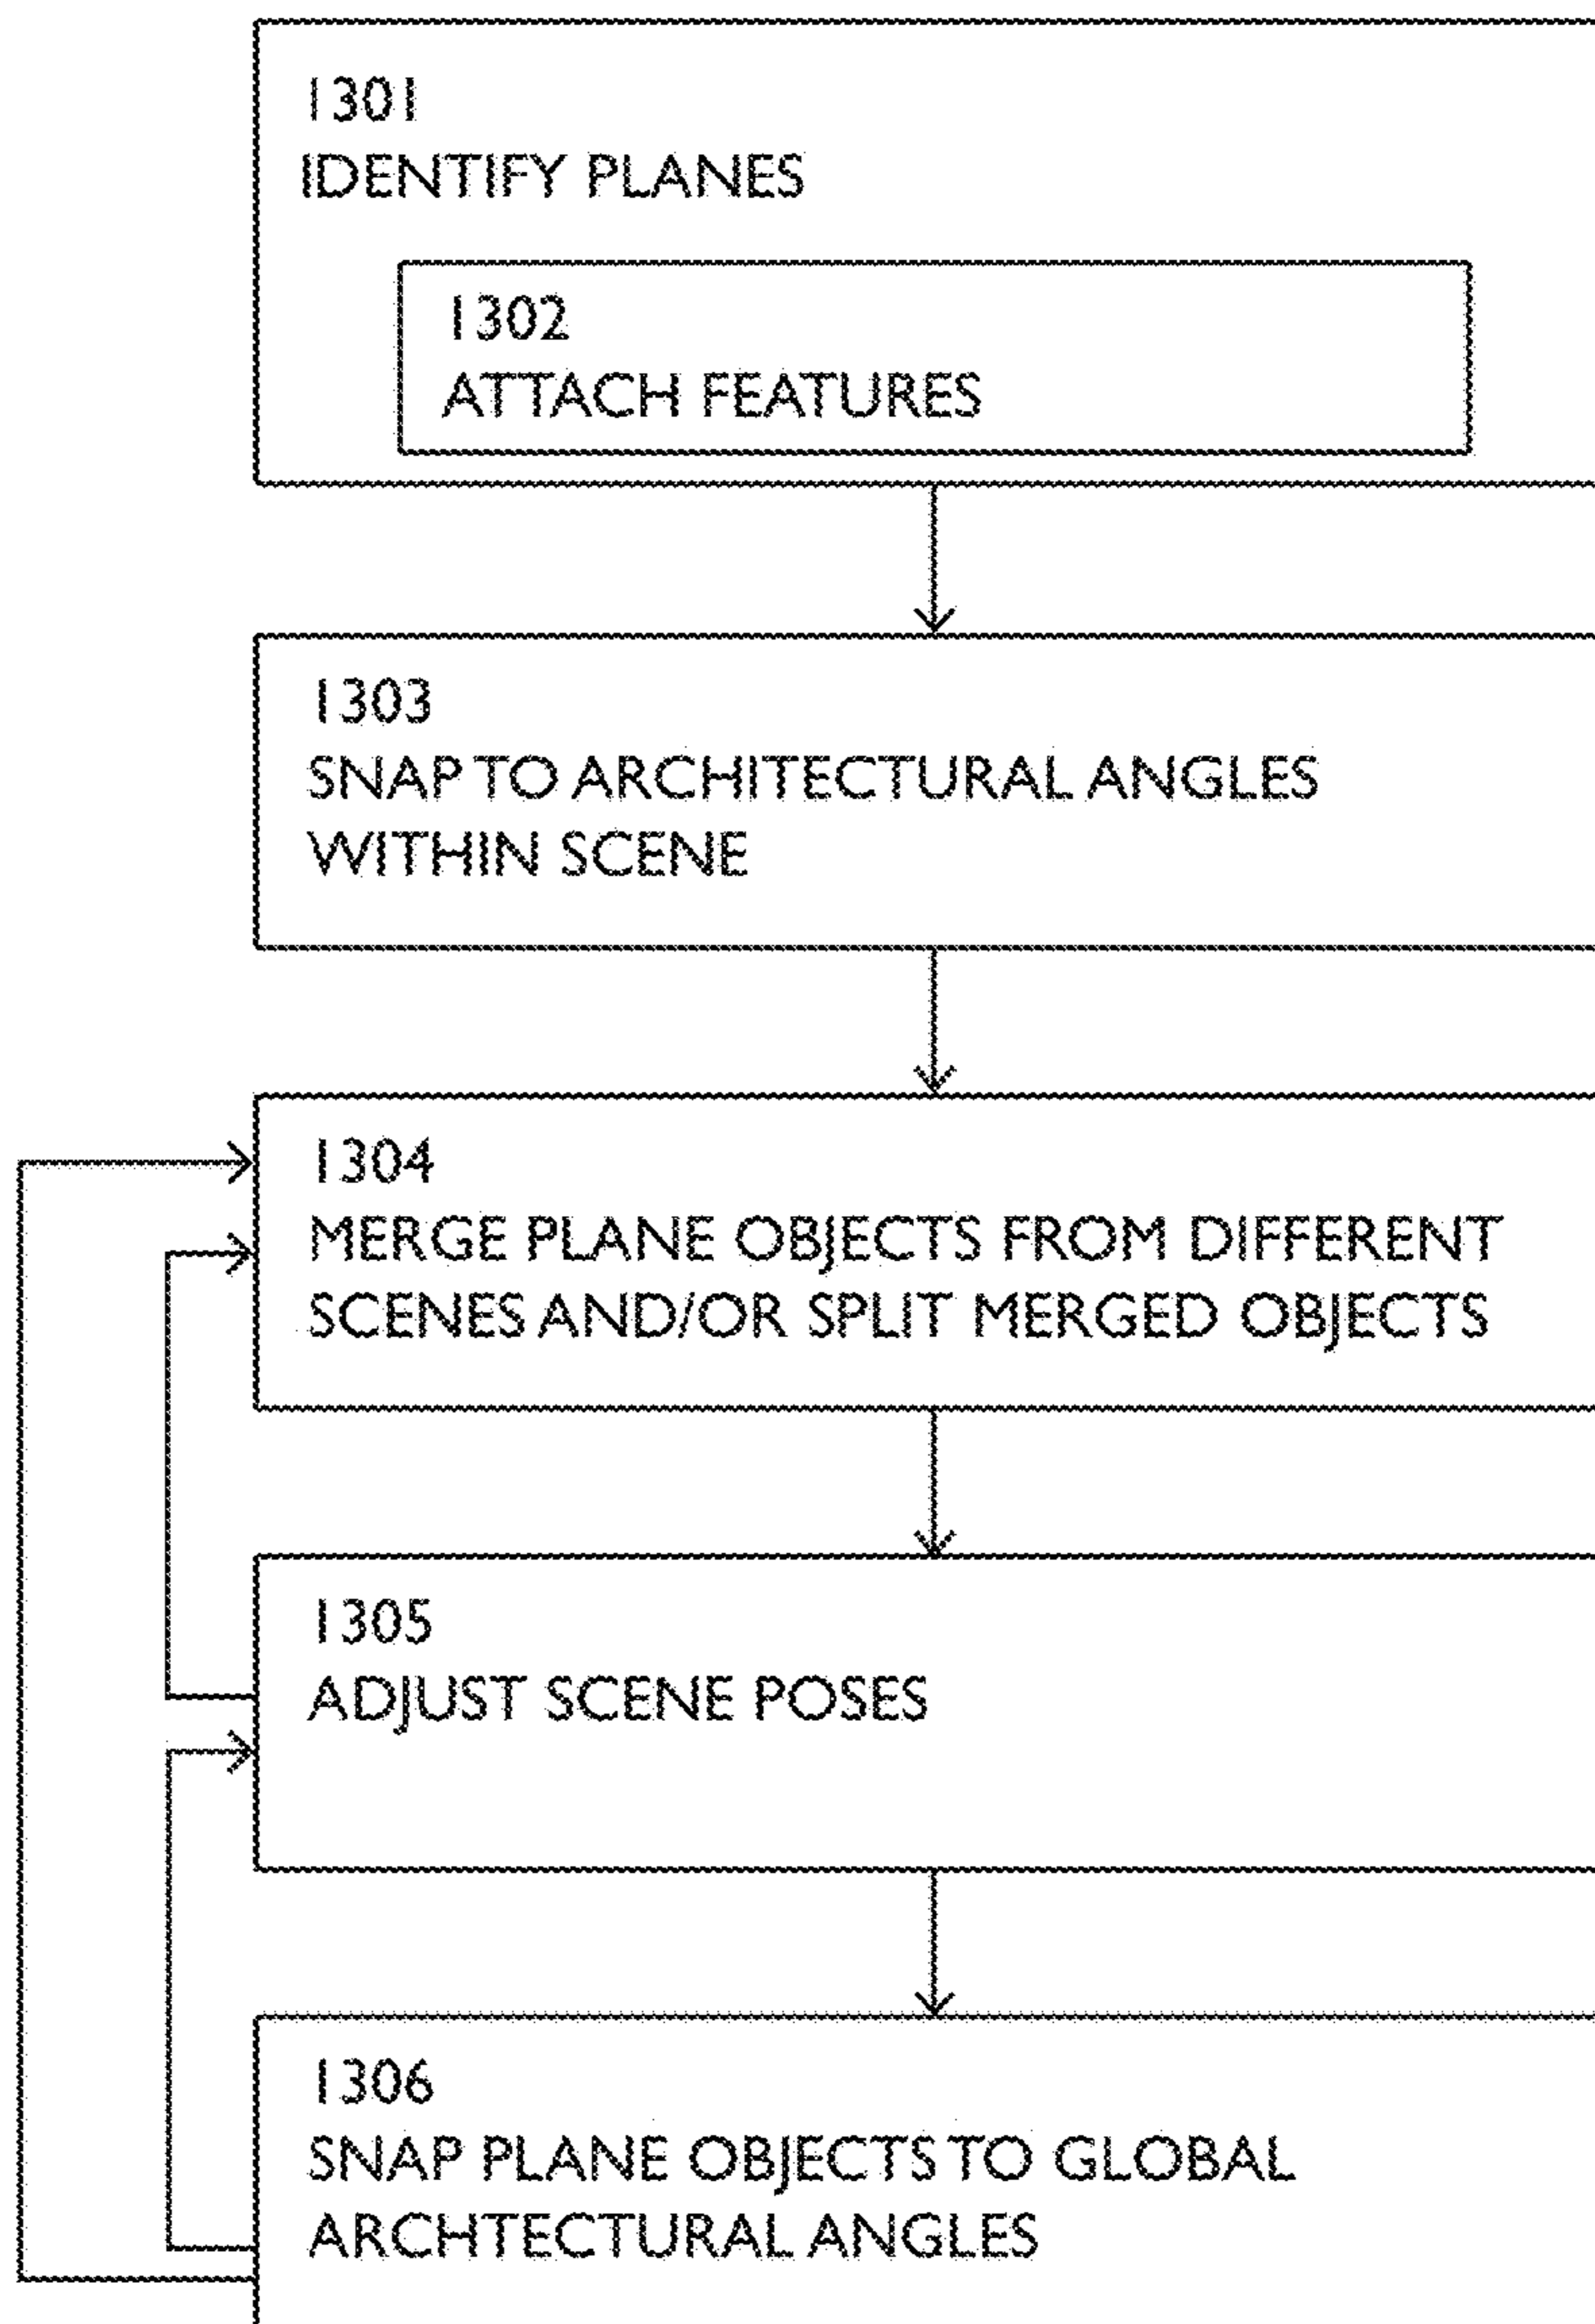 1301
IDENTIFY PLANES
1302
ATTACH FEATURES
1303
SNAP TO ARCHITECTURAL ANGLES
WITHIN SCENE
1304
MERGE PLANE OBJECTS FROM DIFFERENT
SCENES AND/OR SPLIT MERGED OBJECTS
1305
ADJUST SCENE POSES
1306
SNAP PLANE OBJECTS TO GLOBAL
ARCHTECTURAL ANGLES